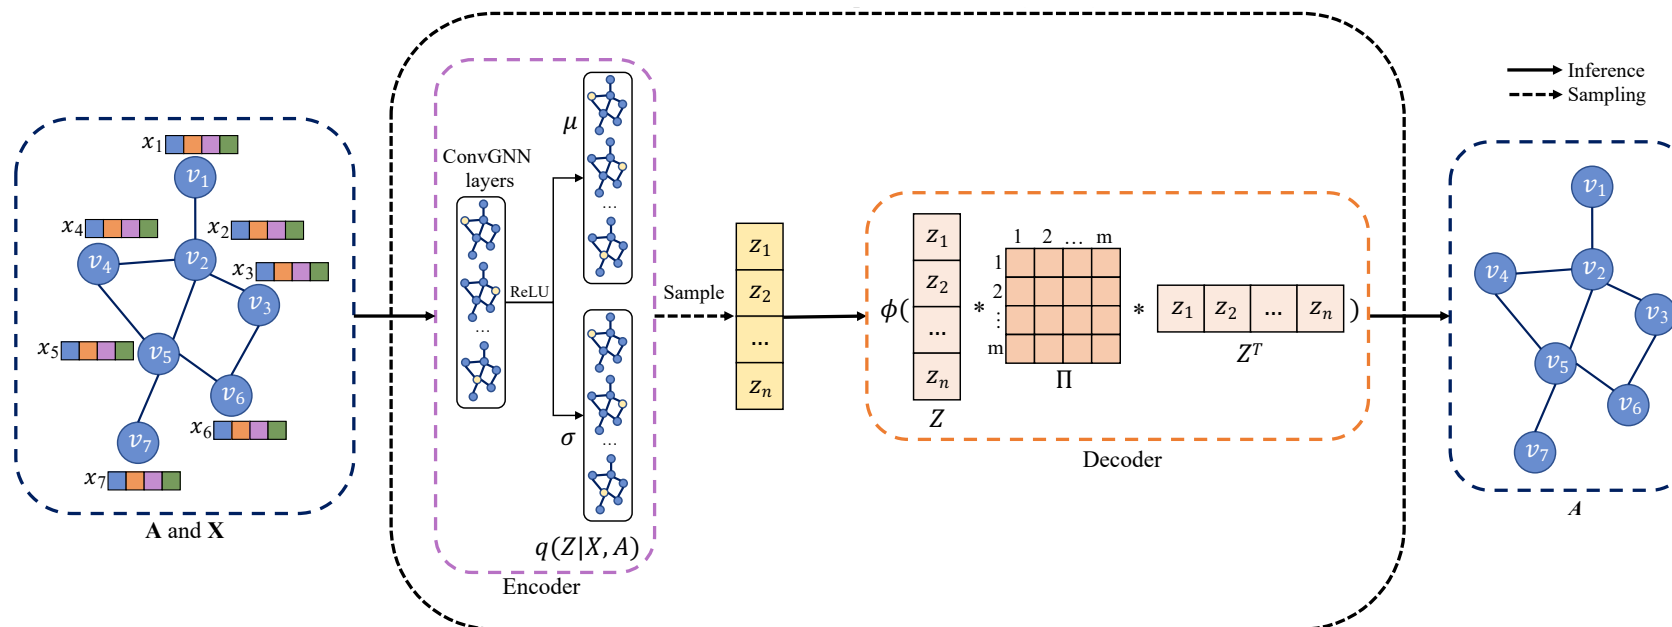 x₁
v₁
x₄
x₂
v₄
v₂
x₃
v₃
x₅
v₅
v₆
x₆
v₇
x₇
A and X
ConvGNN
layers
...
ReLU
μ
...
σ
...
q(Z|X, A)
Encoder
Sample
z₁
z₂
...
zₙ
ϕ(
z₁
z₂
...
zₙ
Z
*
1 2 ... m
1
2
⋮
m
Π
*
z₁ z₂ ... zₙ
)
Zᵀ
Decoder
Inference
Sampling
v₁
v₄
v₂
v₃
v₅
v₆
v₇
A